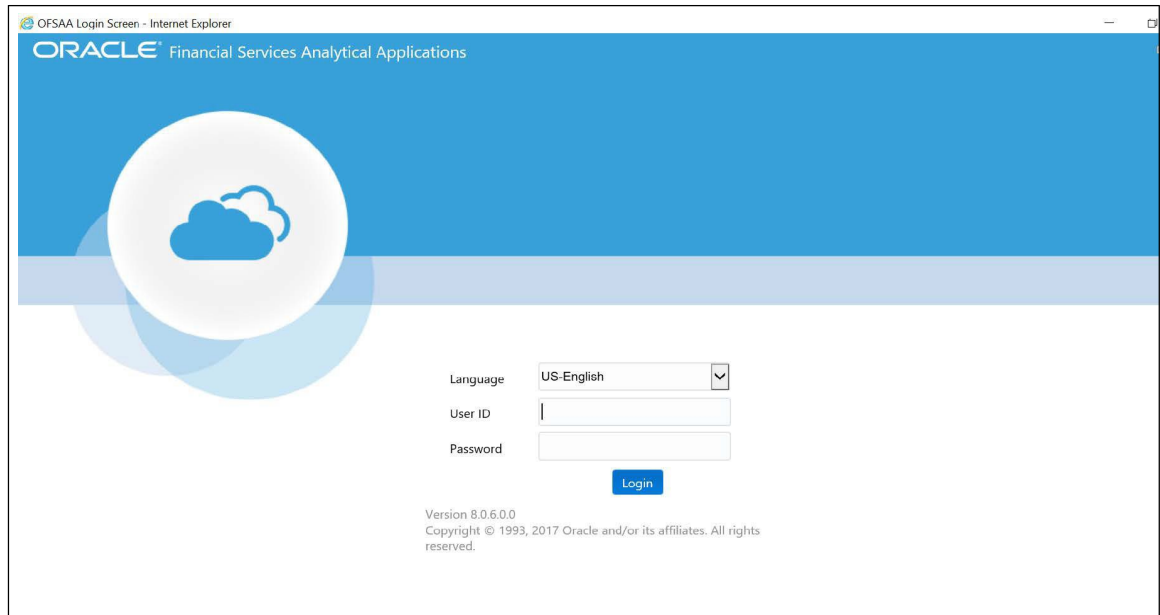 OFSAA Login Screen - Internet Explorer
ORACLE® Financial Services Analytical Applications
Language US-English
User ID
Password
Login
Version 8.0.6.0.0
Copyright © 1993, 2017 Oracle and/or its affiliates. All rights
reserved.